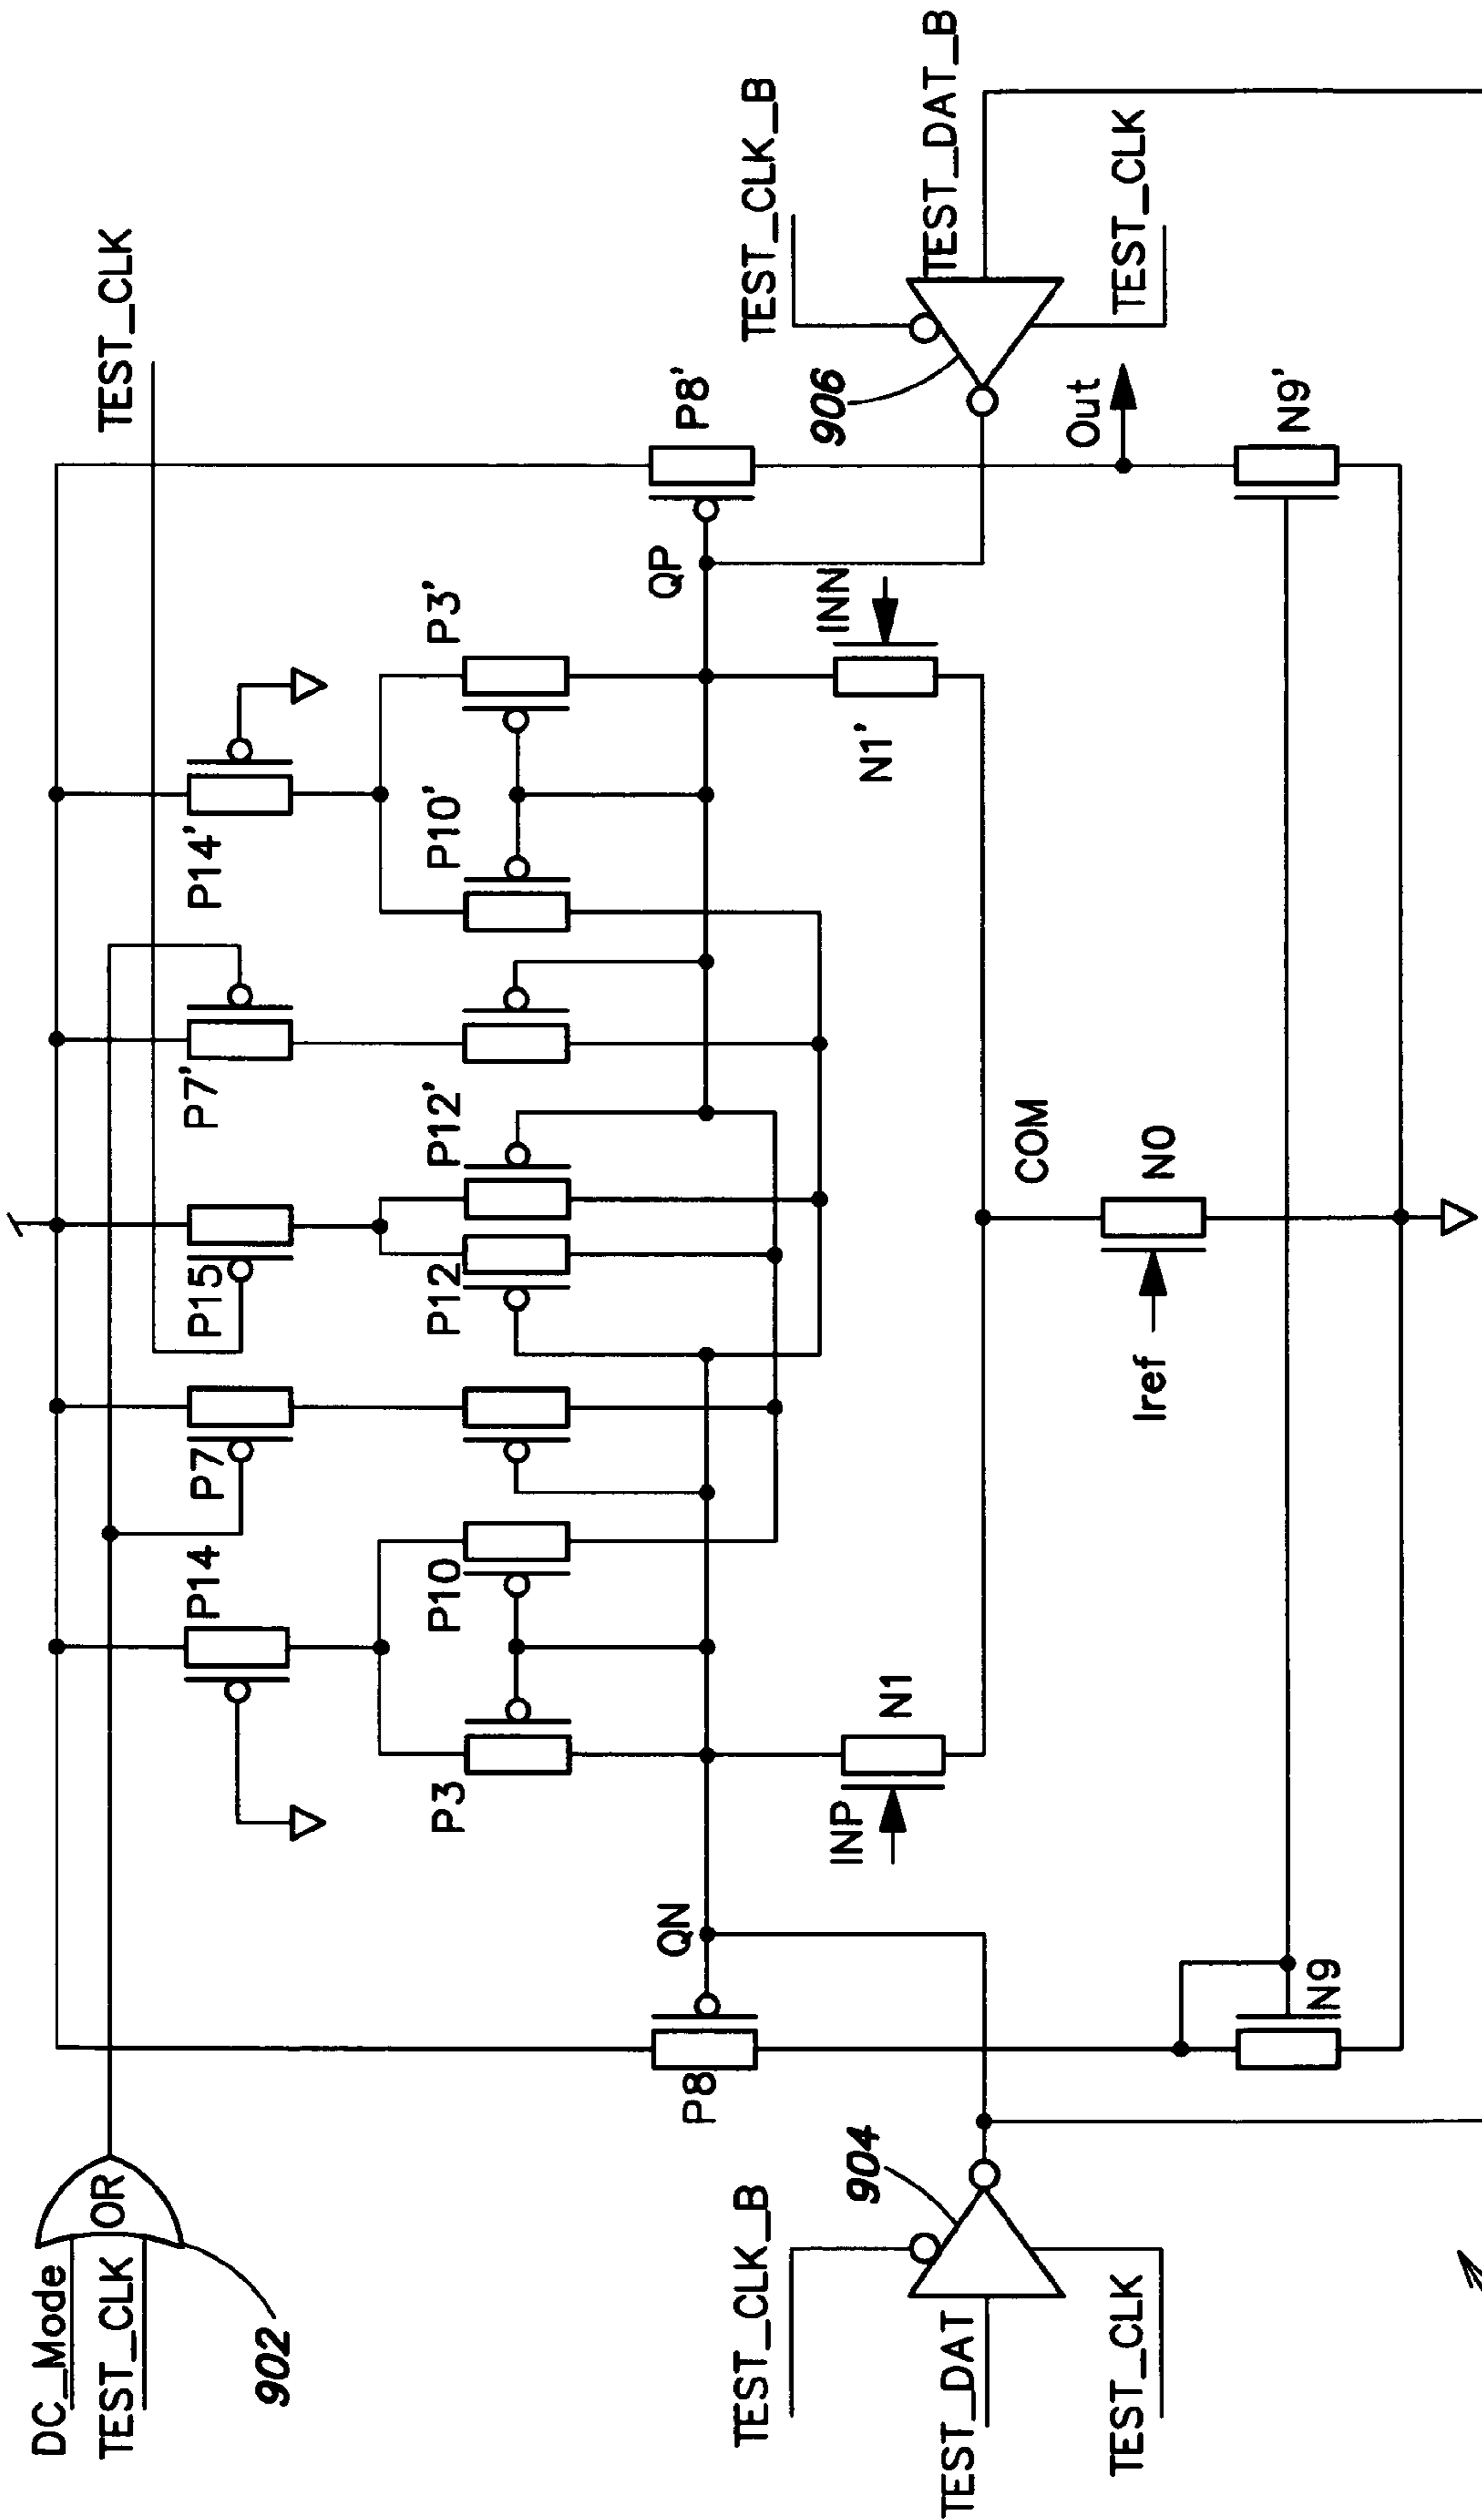 DC_Mode
TEST_CLK
OR
902
TEST_CLK
P14
P7
P15
P7'
P14'
P3
P10
P12
P12'
P10'
P3'
QN
QP
P8
P8'
INP
N1
N1'
INN
TEST_CLK_B
904
TEST_DAT
TEST_CLK
TEST_CLK_B
906
TEST_DAT_B
TEST_CLK
COM
Iref
N0
Out
N9
N9'